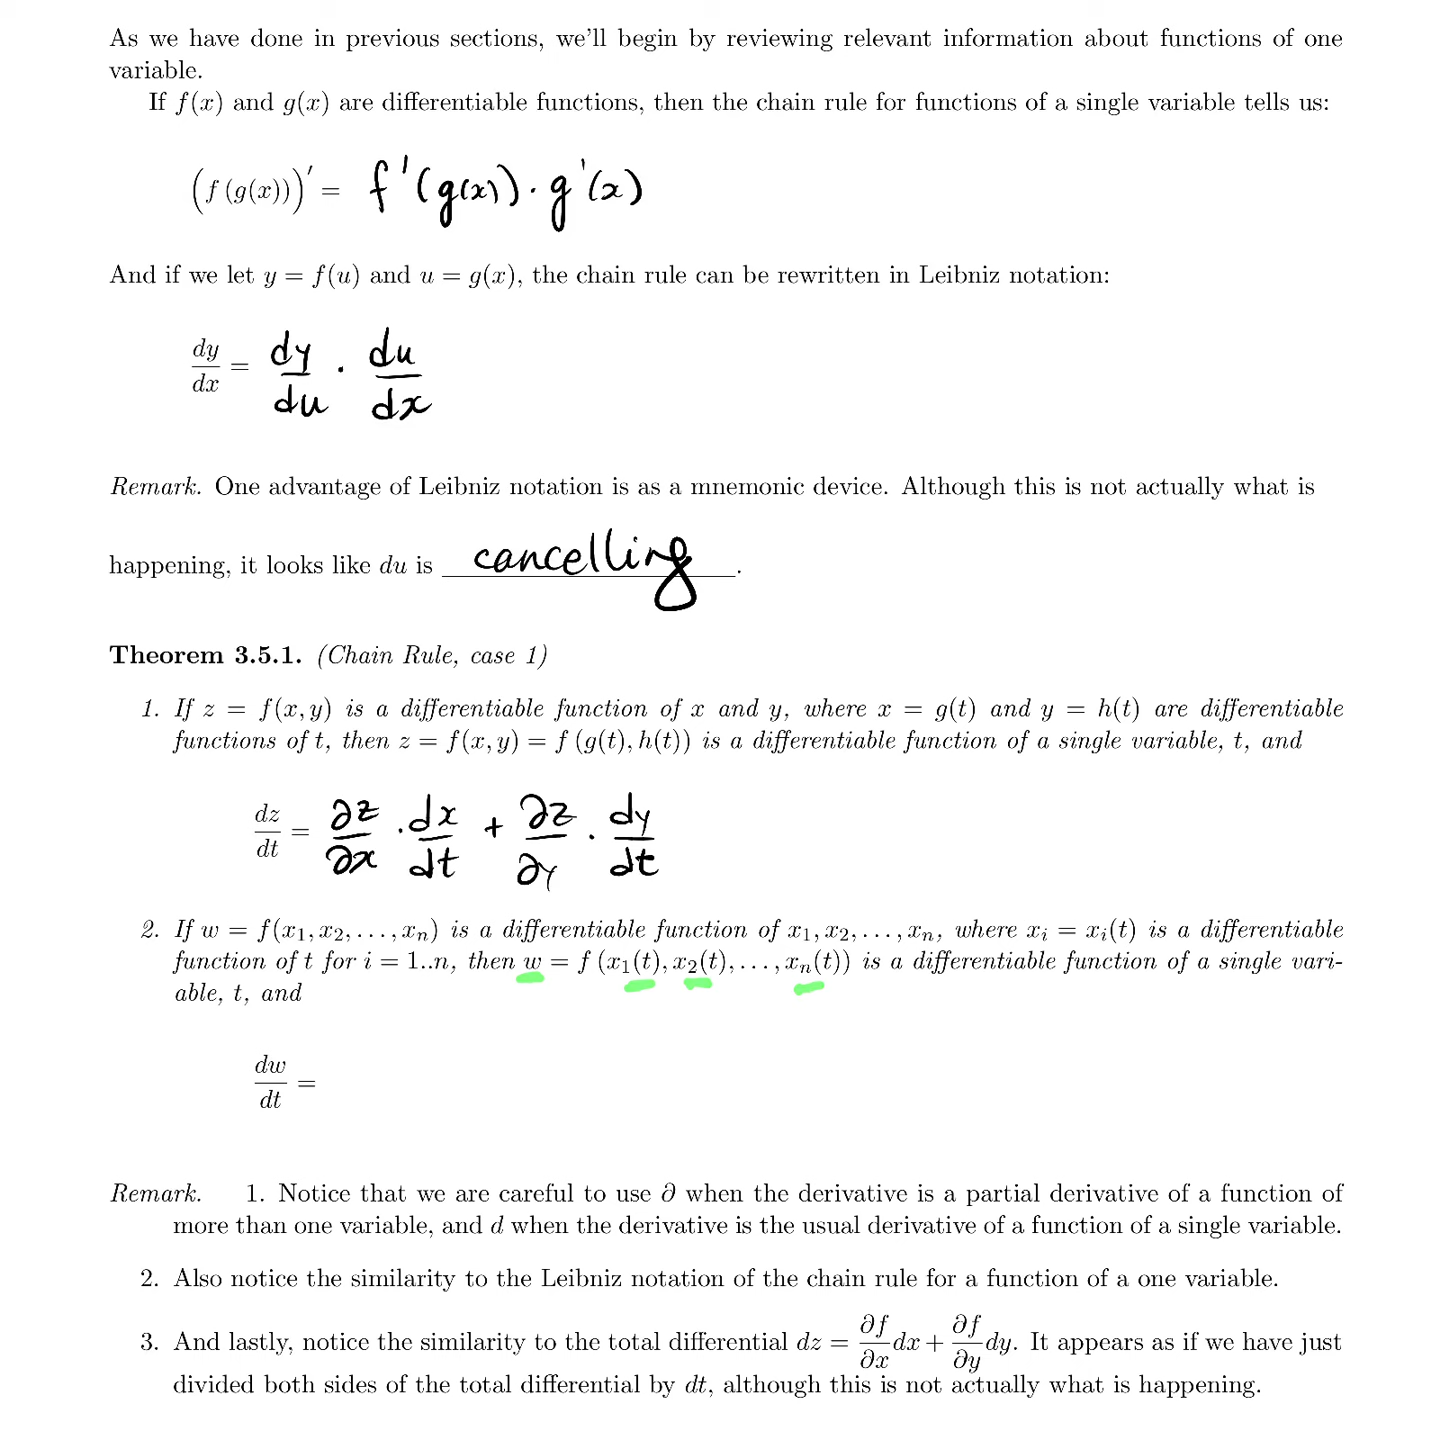 As we have done in previous sections, we'll begin by reviewing relevant information about functions of one
variable.
If f(x) and g(x) are differentiable functions, then the chain rule for functions of a single variable tells us:
(f (g(x)))′ = f'(g(x)) · g'(x)
And if we let y = f(u) and u = g(x), the chain rule can be rewritten in Leibniz notation:
dy/dx = dy/du · du/dx
Remark. One advantage of Leibniz notation is as a mnemonic device. Although this is not actually what is
happening, it looks like du is cancelling.
Theorem 3.5.1. (Chain Rule, case 1)
1. If z = f(x, y) is a differentiable function of x and y, where x = g(t) and y = h(t) are differentiable
functions of t, then z = f(x, y) = f (g(t), h(t)) is a differentiable function of a single variable, t, and
dz/dt = ∂z/∂x · dx/dt + ∂z/∂y · dy/dt
2. If w = f(x₁, x₂, . . . , xₙ) is a differentiable function of x₁, x₂, . . . , xₙ, where xᵢ = xᵢ(t) is a differentiable
function of t for i = 1..n, then w = f (x₁(t), x₂(t), . . . , xₙ(t)) is a differentiable function of a single vari-
able, t, and
dw/dt =
Remark. 1. Notice that we are careful to use ∂ when the derivative is a partial derivative of a function of
more than one variable, and d when the derivative is the usual derivative of a function of a single variable.
2. Also notice the similarity to the Leibniz notation of the chain rule for a function of a one variable.
3. And lastly, notice the similarity to the total differential dz = ∂f/∂x dx + ∂f/∂y dy. It appears as if we have just
divided both sides of the total differential by dt, although this is not actually what is happening.